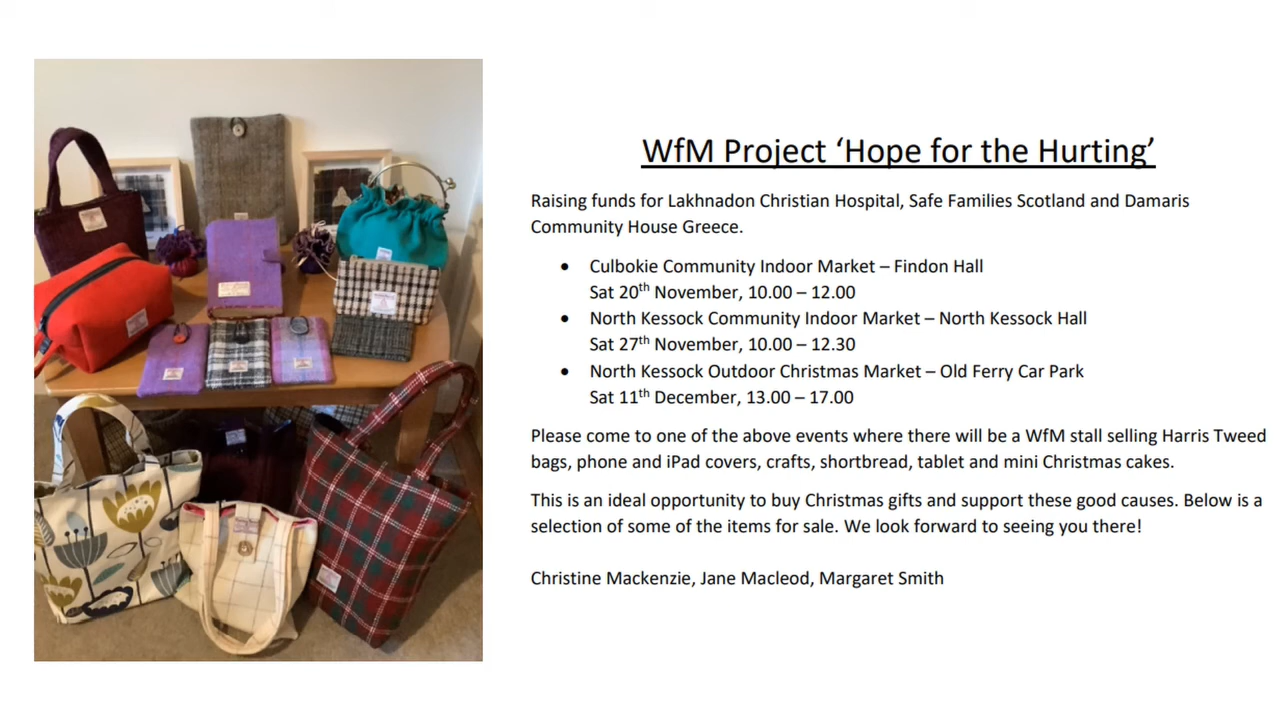 WfM Project ‘Hope for the Hurting’
Raising funds for Lakhnadon Christian Hospital, Safe Families Scotland and Damaris
Community House Greece.
• Culbokie Community Indoor Market – Findon Hall
Sat 20th November, 10.00 – 12.00
• North Kessock Community Indoor Market – North Kessock Hall
Sat 27th November, 10.00 – 12.30
• North Kessock Outdoor Christmas Market – Old Ferry Car Park
Sat 11th December, 13.00 – 17.00
Please come to one of the above events where there will be a WfM stall selling Harris Tweed
bags, phone and iPad covers, crafts, shortbread, tablet and mini Christmas cakes.
This is an ideal opportunity to buy Christmas gifts and support these good causes. Below is a
selection of some of the items for sale. We look forward to seeing you there!
Christine Mackenzie, Jane Macleod, Margaret Smith